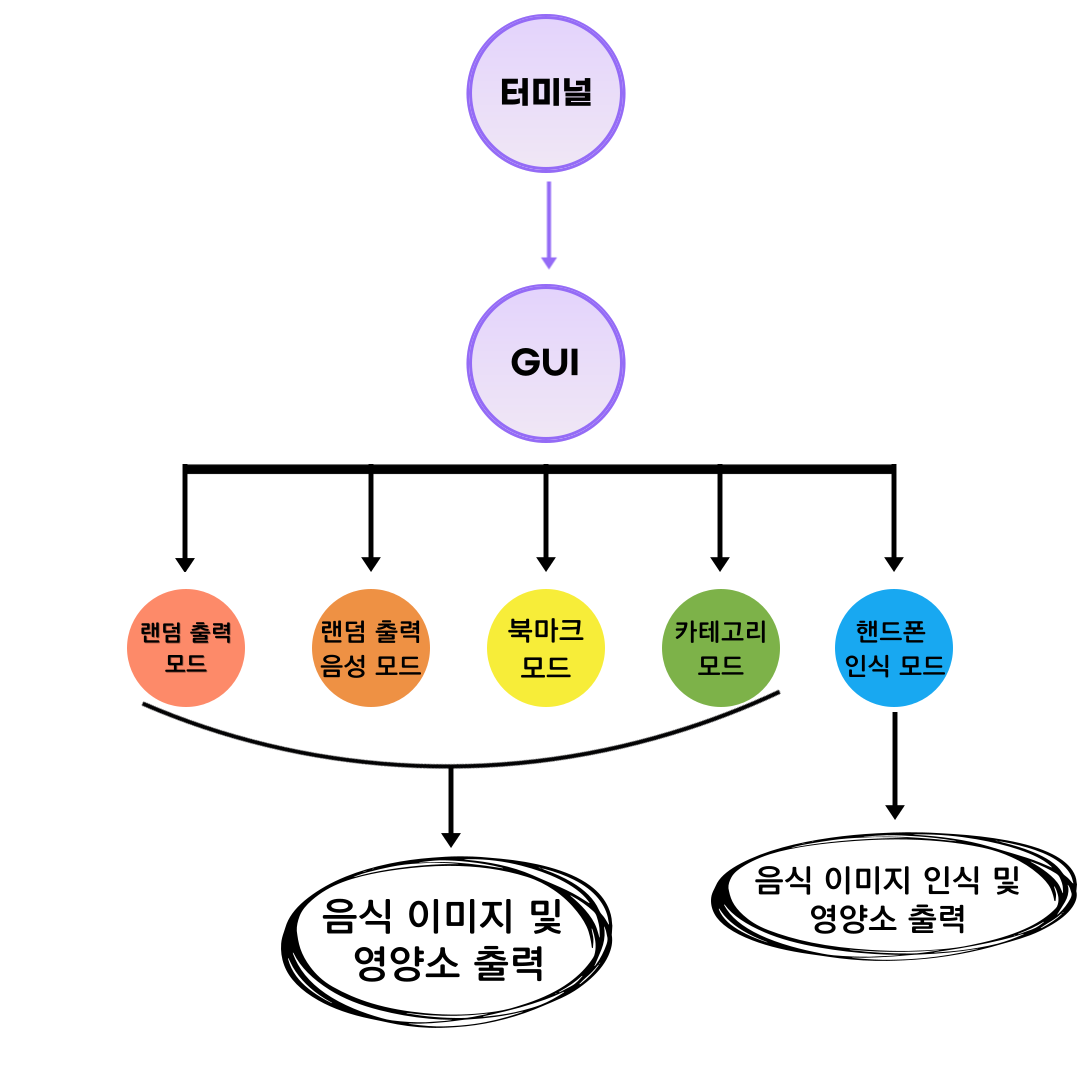 터미널
GUI
랜덤 출력
모드
랜덤 출력
음성 모드
북마크
모드
카테고리
모드
핸드폰
인식 모드
음식 이미지 및
영양소 출력
음식 이미지 인식 및
영양소 출력